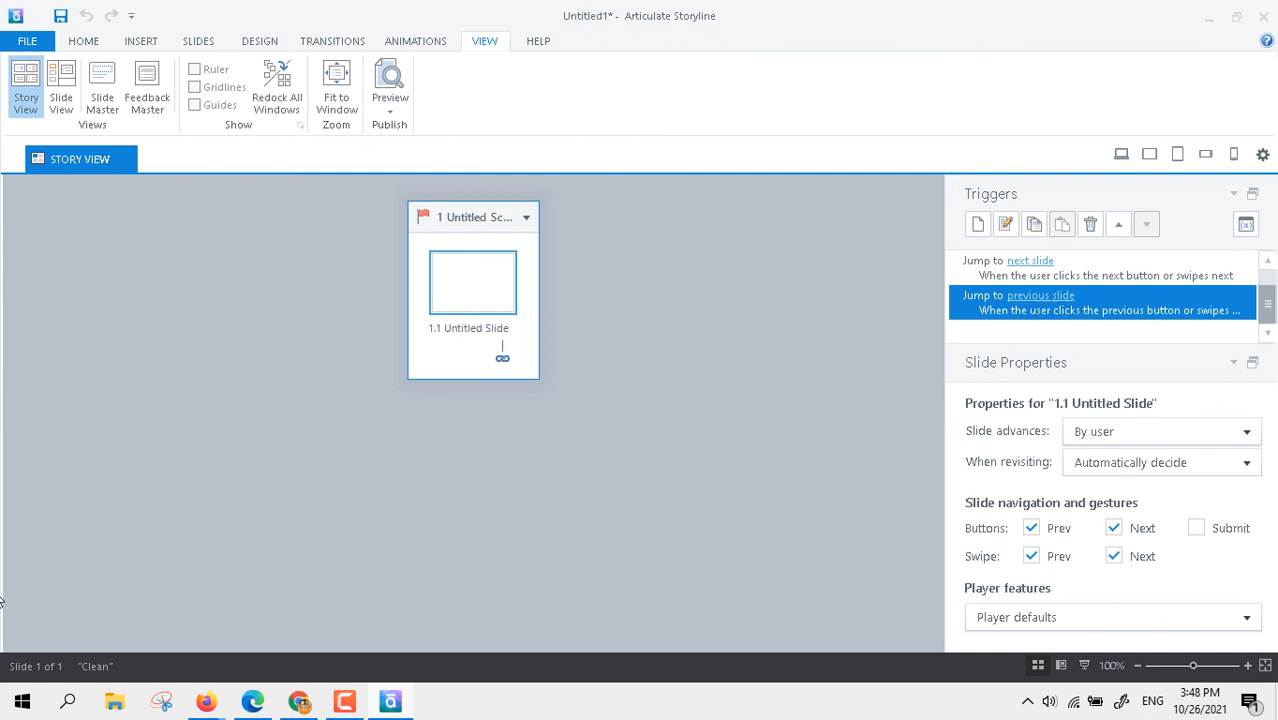 Untitled1* - Articulate Storyline
FILE HOME INSERT SLIDES DESIGN TRANSITIONS ANIMATIONS VIEW HELP
Story View
Slide View
Slide Master
Feedback Master
Views
Ruler
Gridlines
Guides
Redock All Windows
Show
Fit to Window
Zoom
Preview
Publish
STORY VIEW
1 Untitled Sc...
1.1 Untitled Slide
Triggers
Jump to next slide
When the user clicks the next button or swipes next
Jump to previous slide
When the user clicks the previous button or swipes ...
Slide Properties
Properties for "1.1 Untitled Slide"
Slide advances: By user
When revisiting: Automatically decide
Slide navigation and gestures
Buttons: Prev Next Submit
Swipe: Prev Next
Player features
Player defaults
Slide 1 of 1 "Clean"
100%
ENG
3:48 PM
10/26/2021
1